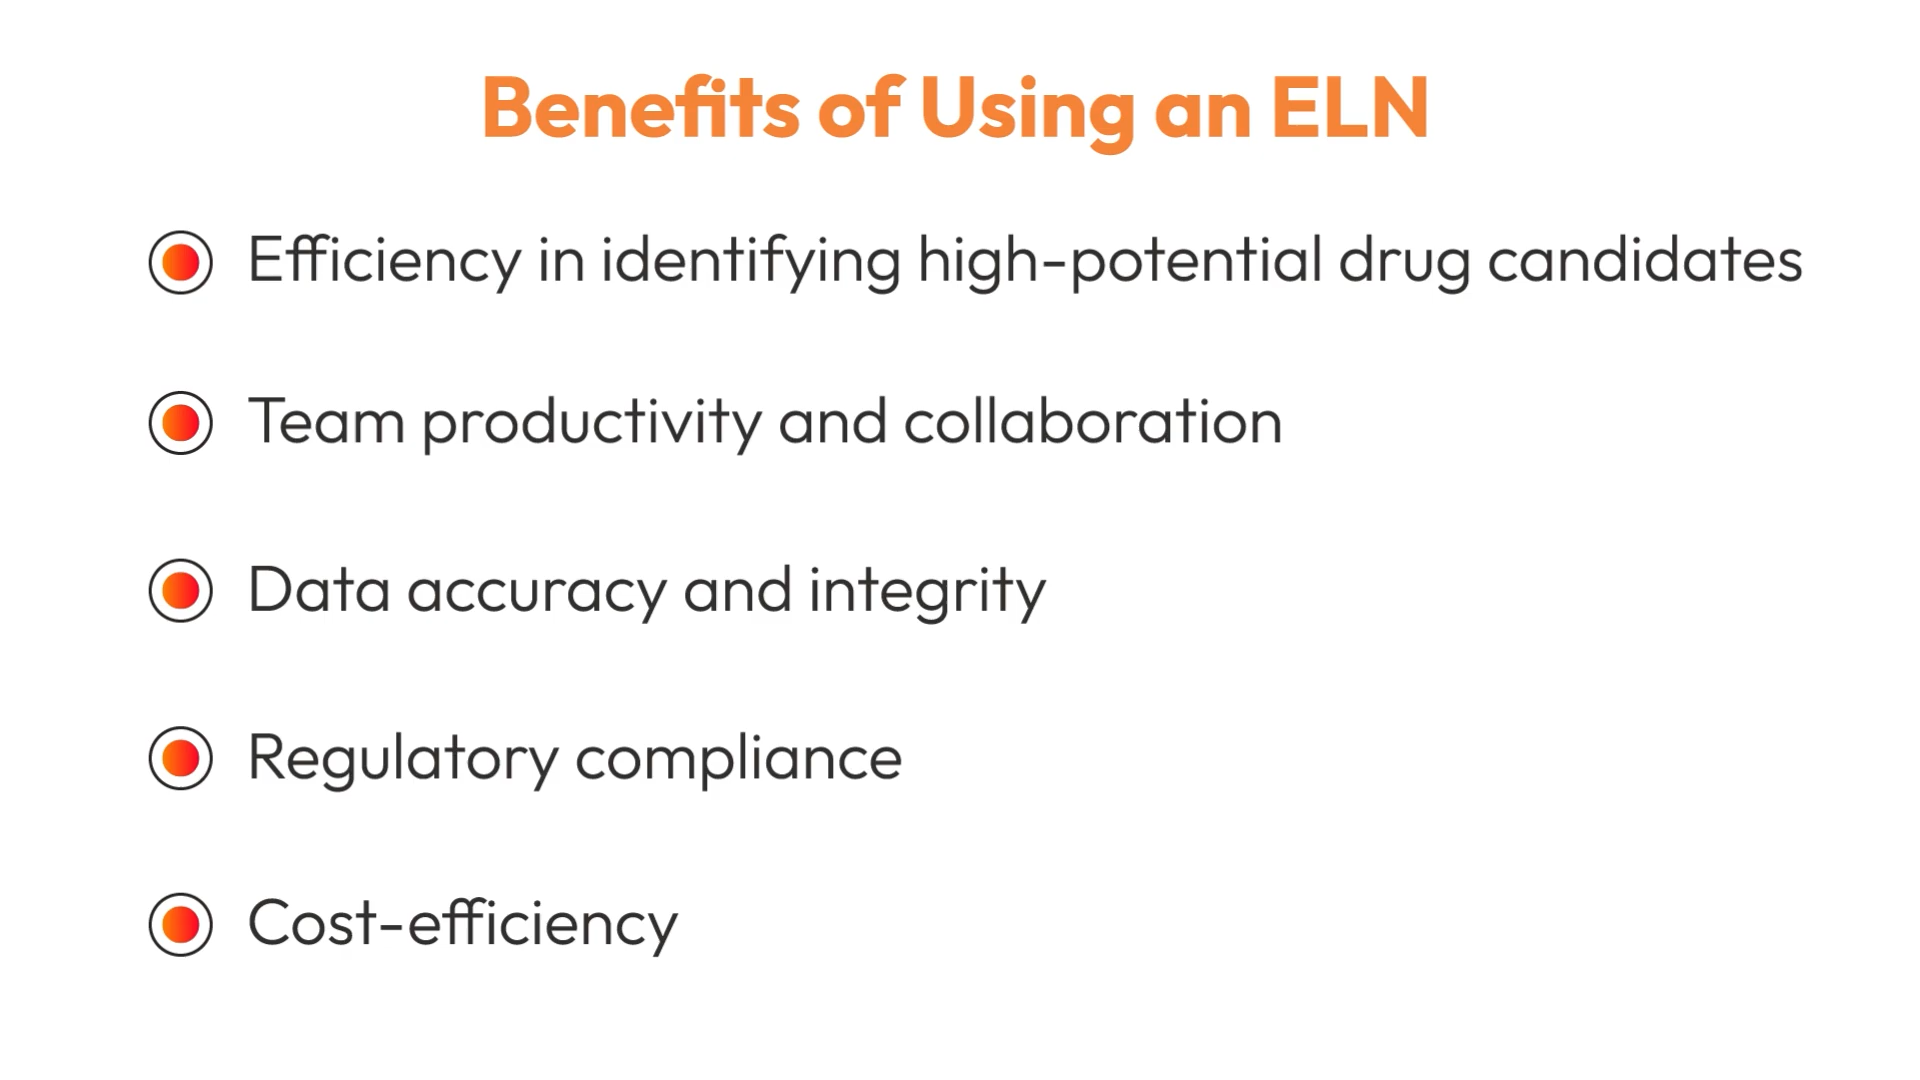 Benefits of Using an ELN
Efficiency in identifying high-potential drug candidates
Team productivity and collaboration
Data accuracy and integrity
Regulatory compliance
Cost-efficiency